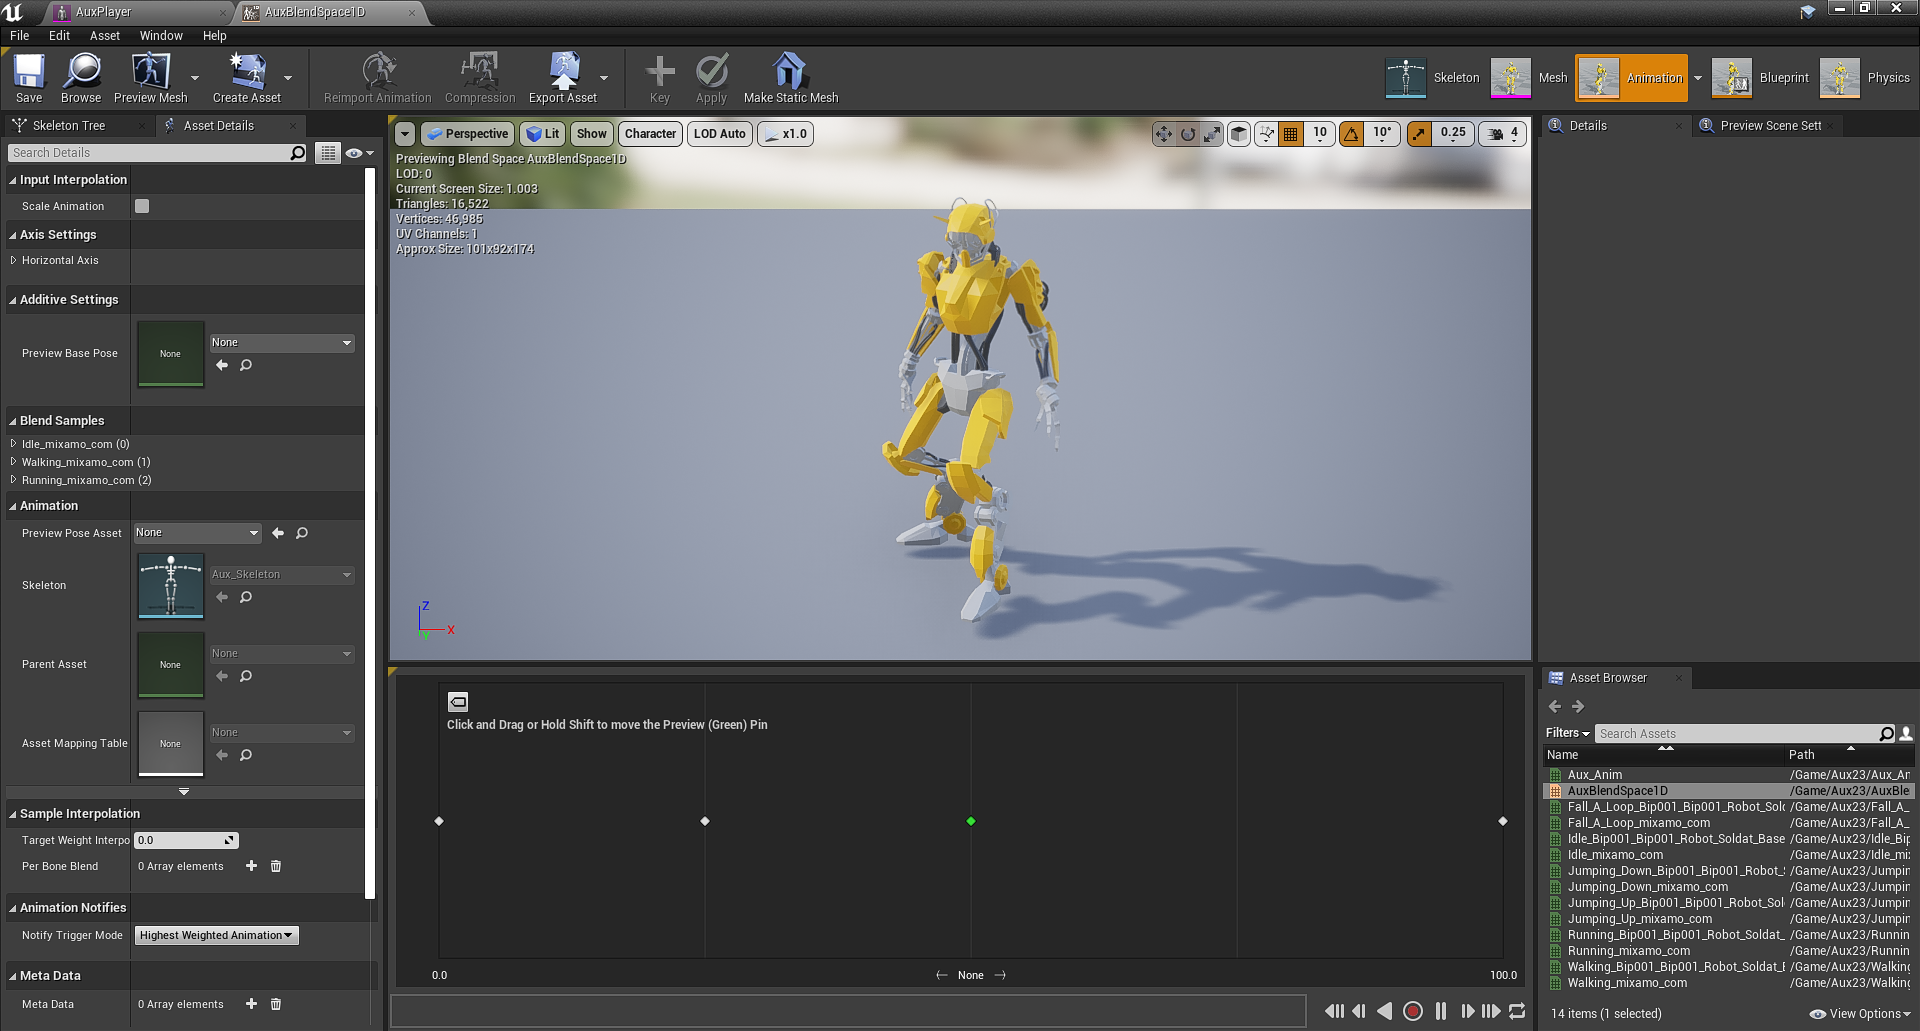 AuxPlayer
AuxBlendSpace1D
File Edit Asset Window Help
Save
Browse
Preview Mesh
Create Asset
Reimport Animation
Compression
Export Asset
Key
Apply
Make Static Mesh
Skeleton
Mesh
Animation
Blueprint
Physics
Skeleton Tree
Asset Details
Search Details
Input Interpolation
Scale Animation
Axis Settings
Horizontal Axis
Additive Settings
Preview Base Pose
None
None
Blend Samples
Idle_mixamo_com (0)
Walking_mixamo_com (1)
Running_mixamo_com (2)
Animation
Preview Pose Asset
None
Skeleton
Aux_Skeleton
Parent Asset
None
None
Asset Mapping Table
None
None
Sample Interpolation
Target Weight Interpo
0.0
Per Bone Blend
0 Array elements
Animation Notifies
Notify Trigger Mode
Highest Weighted Animation
Meta Data
Meta Data
0 Array elements
Perspective
Lit
Show
Character
LOD Auto
x1.0
10
10°
0.25
4
Previewing Blend Space AuxBlendSpace1D
LOD: 0
Current Screen Size: 1.003
Triangles: 16,522
Vertices: 46,985
UV Channels: 1
Approx Size: 101x92x174
Z
X
Y
Click and Drag or Hold Shift to move the Preview (Green) Pin
0.0
None
100.0
Details
Preview Scene Sett
Asset Browser
Filters
Search Assets
Name
Path
Aux_Anim /Game/Aux23/Aux_An
AuxBlendSpace1D /Game/Aux23/AuxBle
Fall_A_Loop_Bip001_Bip001_Robot_Solc /Game/Aux23/Fall_A_
Fall_A_Loop_mixamo_com /Game/Aux23/Fall_A_
Idle_Bip001_Bip001_Robot_Soldat_Base /Game/Aux23/Idle_Bip
Idle_mixamo_com /Game/Aux23/Idle_mi
Jumping_Down_Bip001_Bip001_Robot_ /Game/Aux23/Jumpin
Jumping_Down_mixamo_com /Game/Aux23/Jumpin
Jumping_Up_Bip001_Bip001_Robot_Sol /Game/Aux23/Jumpin
Jumping_Up_mixamo_com /Game/Aux23/Jumpin
Running_Bip001_Bip001_Robot_Soldat_ /Game/Aux23/Runnin
Running_mixamo_com /Game/Aux23/Runnin
Walking_Bip001_Bip001_Robot_Soldat_E /Game/Aux23/Walking
Walking_mixamo_com /Game/Aux23/Walking
14 items (1 selected)
View Options